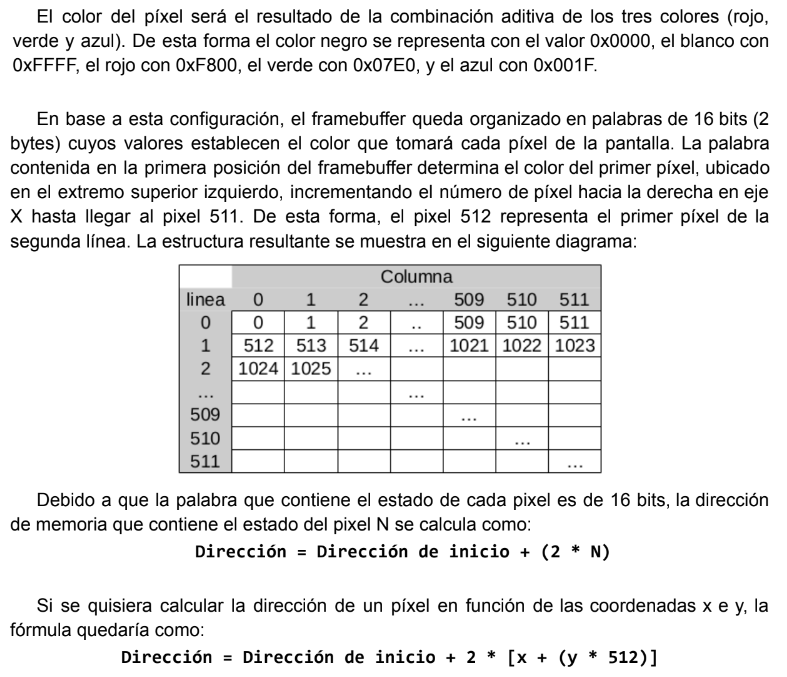 El color del píxel será el resultado de la combinación aditiva de los tres colores (rojo,
verde y azul). De esta forma el color negro se representa con el valor 0x0000, el blanco con
0xFFFF, el rojo con 0xF800, el verde con 0x07E0, y el azul con 0x001F.
En base a esta configuración, el framebuffer queda organizado en palabras de 16 bits (2
bytes) cuyos valores establecen el color que tomará cada píxel de la pantalla. La palabra
contenida en la primera posición del framebuffer determina el color del primer píxel, ubicado
en el extremo superior izquierdo, incrementando el número de píxel hacia la derecha en eje
X hasta llegar al pixel 511. De esta forma, el pixel 512 representa el primer píxel de la
segunda línea. La estructura resultante se muestra en el siguiente diagrama:
Columna
linea 0 1 2 ... 509 510 511
0 0 1 2 .. 509 510 511
1 512 513 514 ... 1021 1022 1023
2 1024 1025 ...
... ...
509 ...
510 ...
511 ...
Debido a que la palabra que contiene el estado de cada pixel es de 16 bits, la dirección
de memoria que contiene el estado del pixel N se calcula como:
Dirección = Dirección de inicio + (2 * N)
Si se quisiera calcular la dirección de un píxel en función de las coordenadas x e y, la
fórmula quedaría como:
Dirección = Dirección de inicio + 2 * [x + (y * 512)]